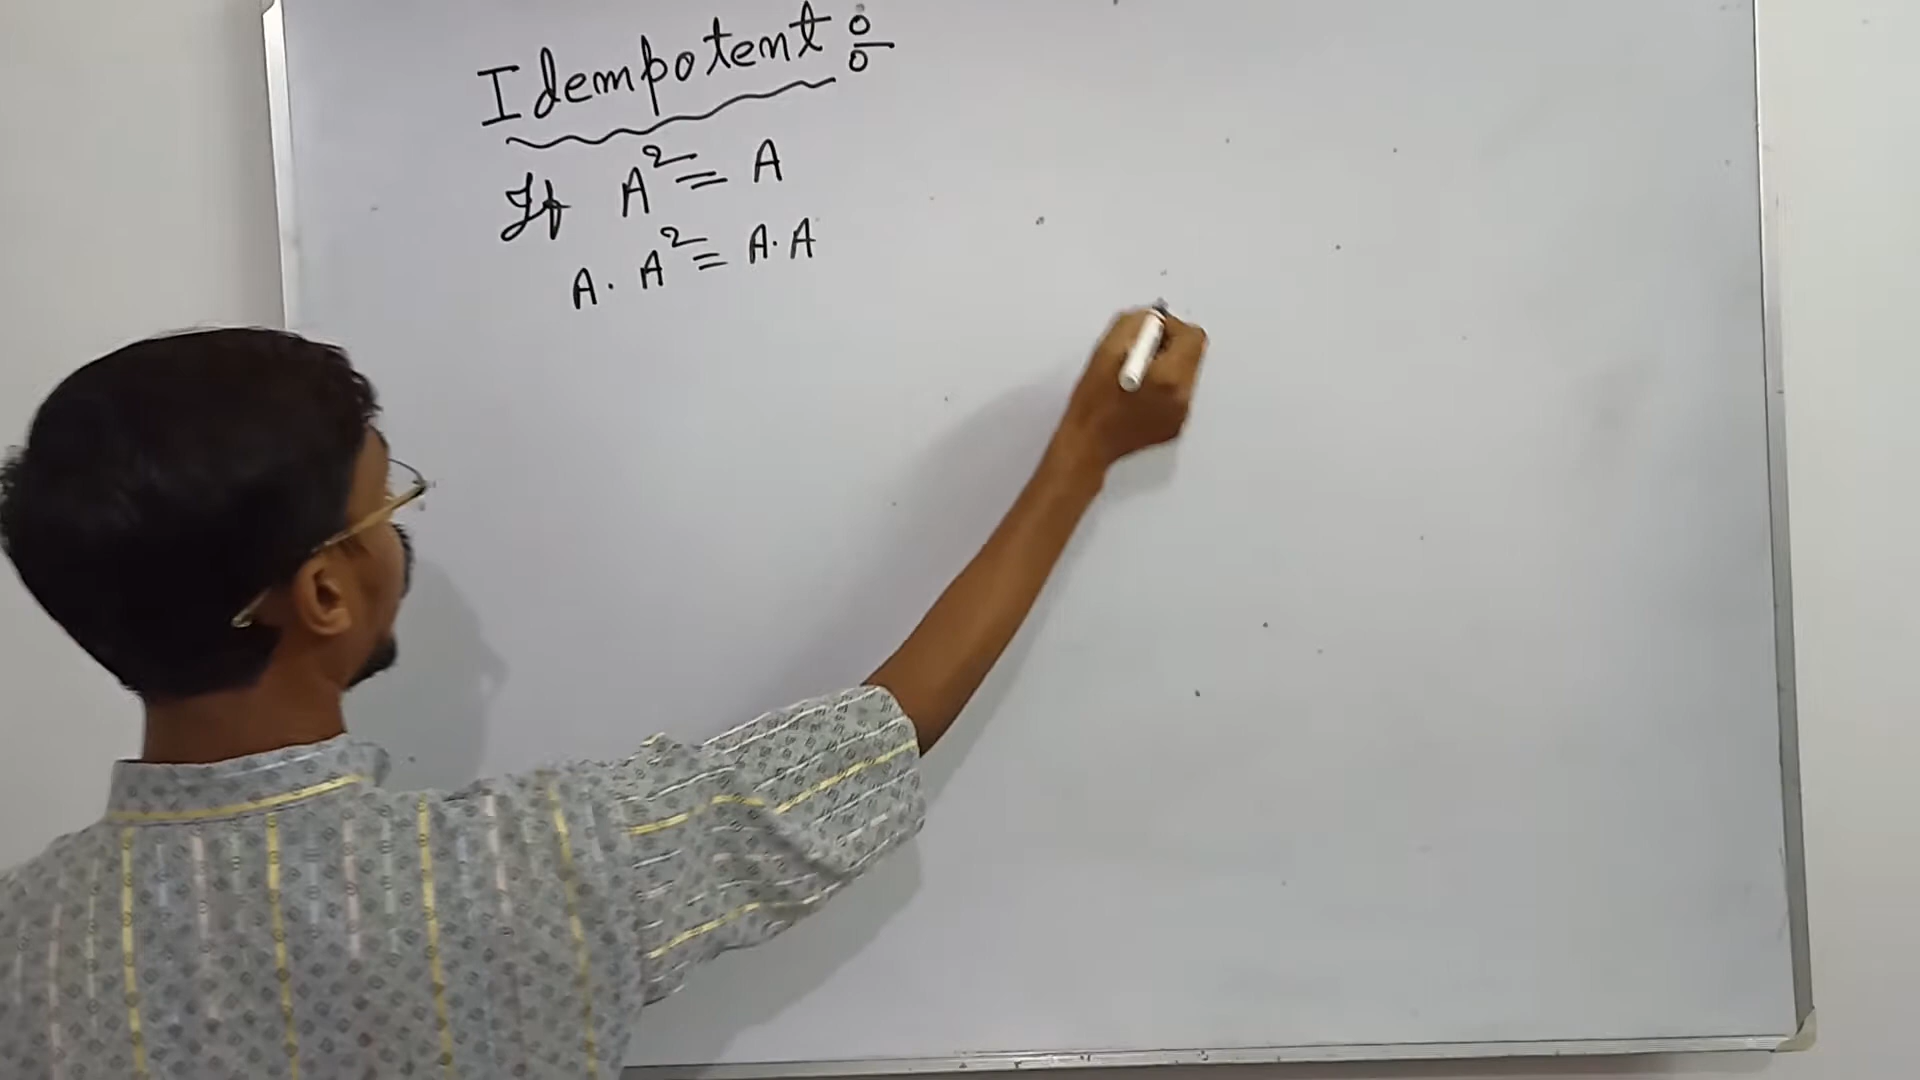 Idempotent :-
If A² = A
A. A² = A.A